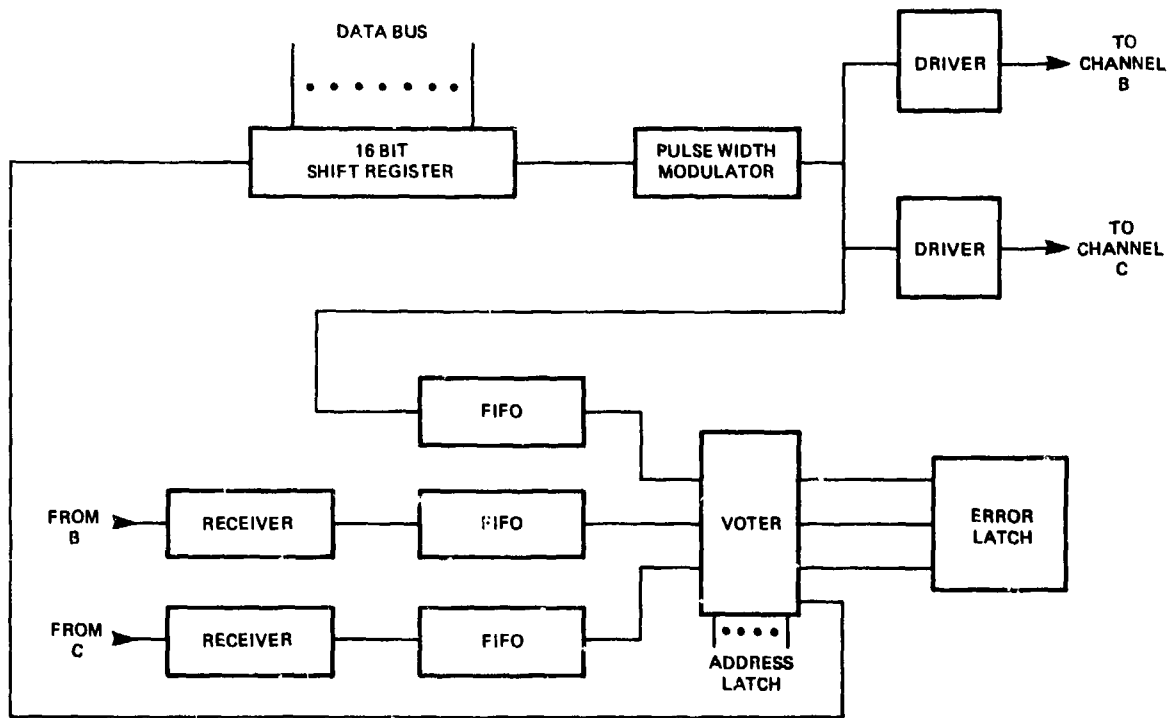 DATA BUS
16 BIT
SHIFT REGISTER
PULSE WIDTH
MODULATOR
DRIVER
TO
CHANNEL
B
DRIVER
TO
CHANNEL
C
FIFO
FROM
B
RECEIVER
FIFO
VOTER
ERROR
LATCH
FROM
C
RECEIVER
FIFO
ADDRESS
LATCH